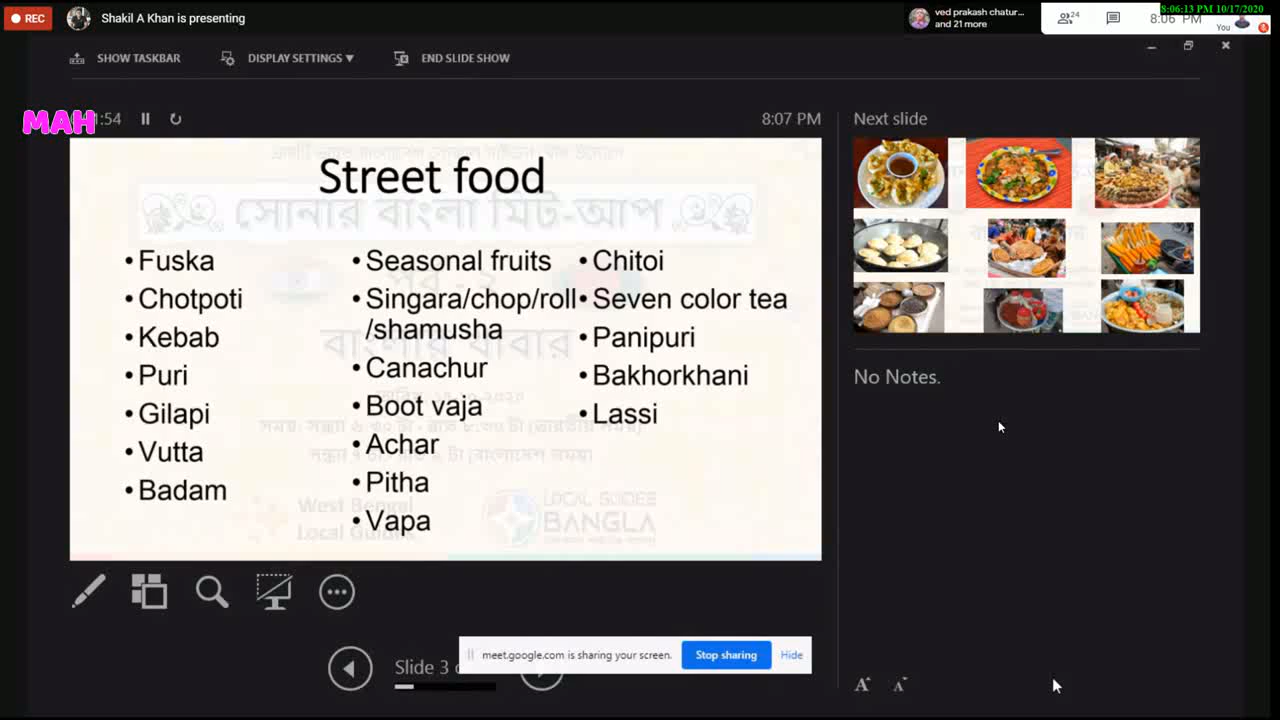 REC
Shakil A Khan is presenting
ved prakash chatur...
and 21 more
24
8:06:13 PM 10/17/2020
8:06 PM
You
SHOW TASKBAR
DISPLAY SETTINGS
END SLIDE SHOW
MAH
:54
8:07 PM
Next slide
Street food
সোনার বাংলা মিট-আপ
• Fuska
• Chotpoti
• Kebab
• Puri
• Gilapi
• Vutta
• Badam
• Seasonal fruits
• Singara/chop/roll
/shamusha
• Canachur
• Boot vaja
• Achar
• Pitha
• Vapa
• Chitoi
• Seven color tea
• Panipuri
• Bakhorkhani
• Lassi
পর্ব - ২
বাংলার খাবার
West Bengal
Local Guides
LOCAL GUIDES
BANGLA
No Notes.
meet.google.com is sharing your screen.
Stop sharing
Hide
Slide 3
A A